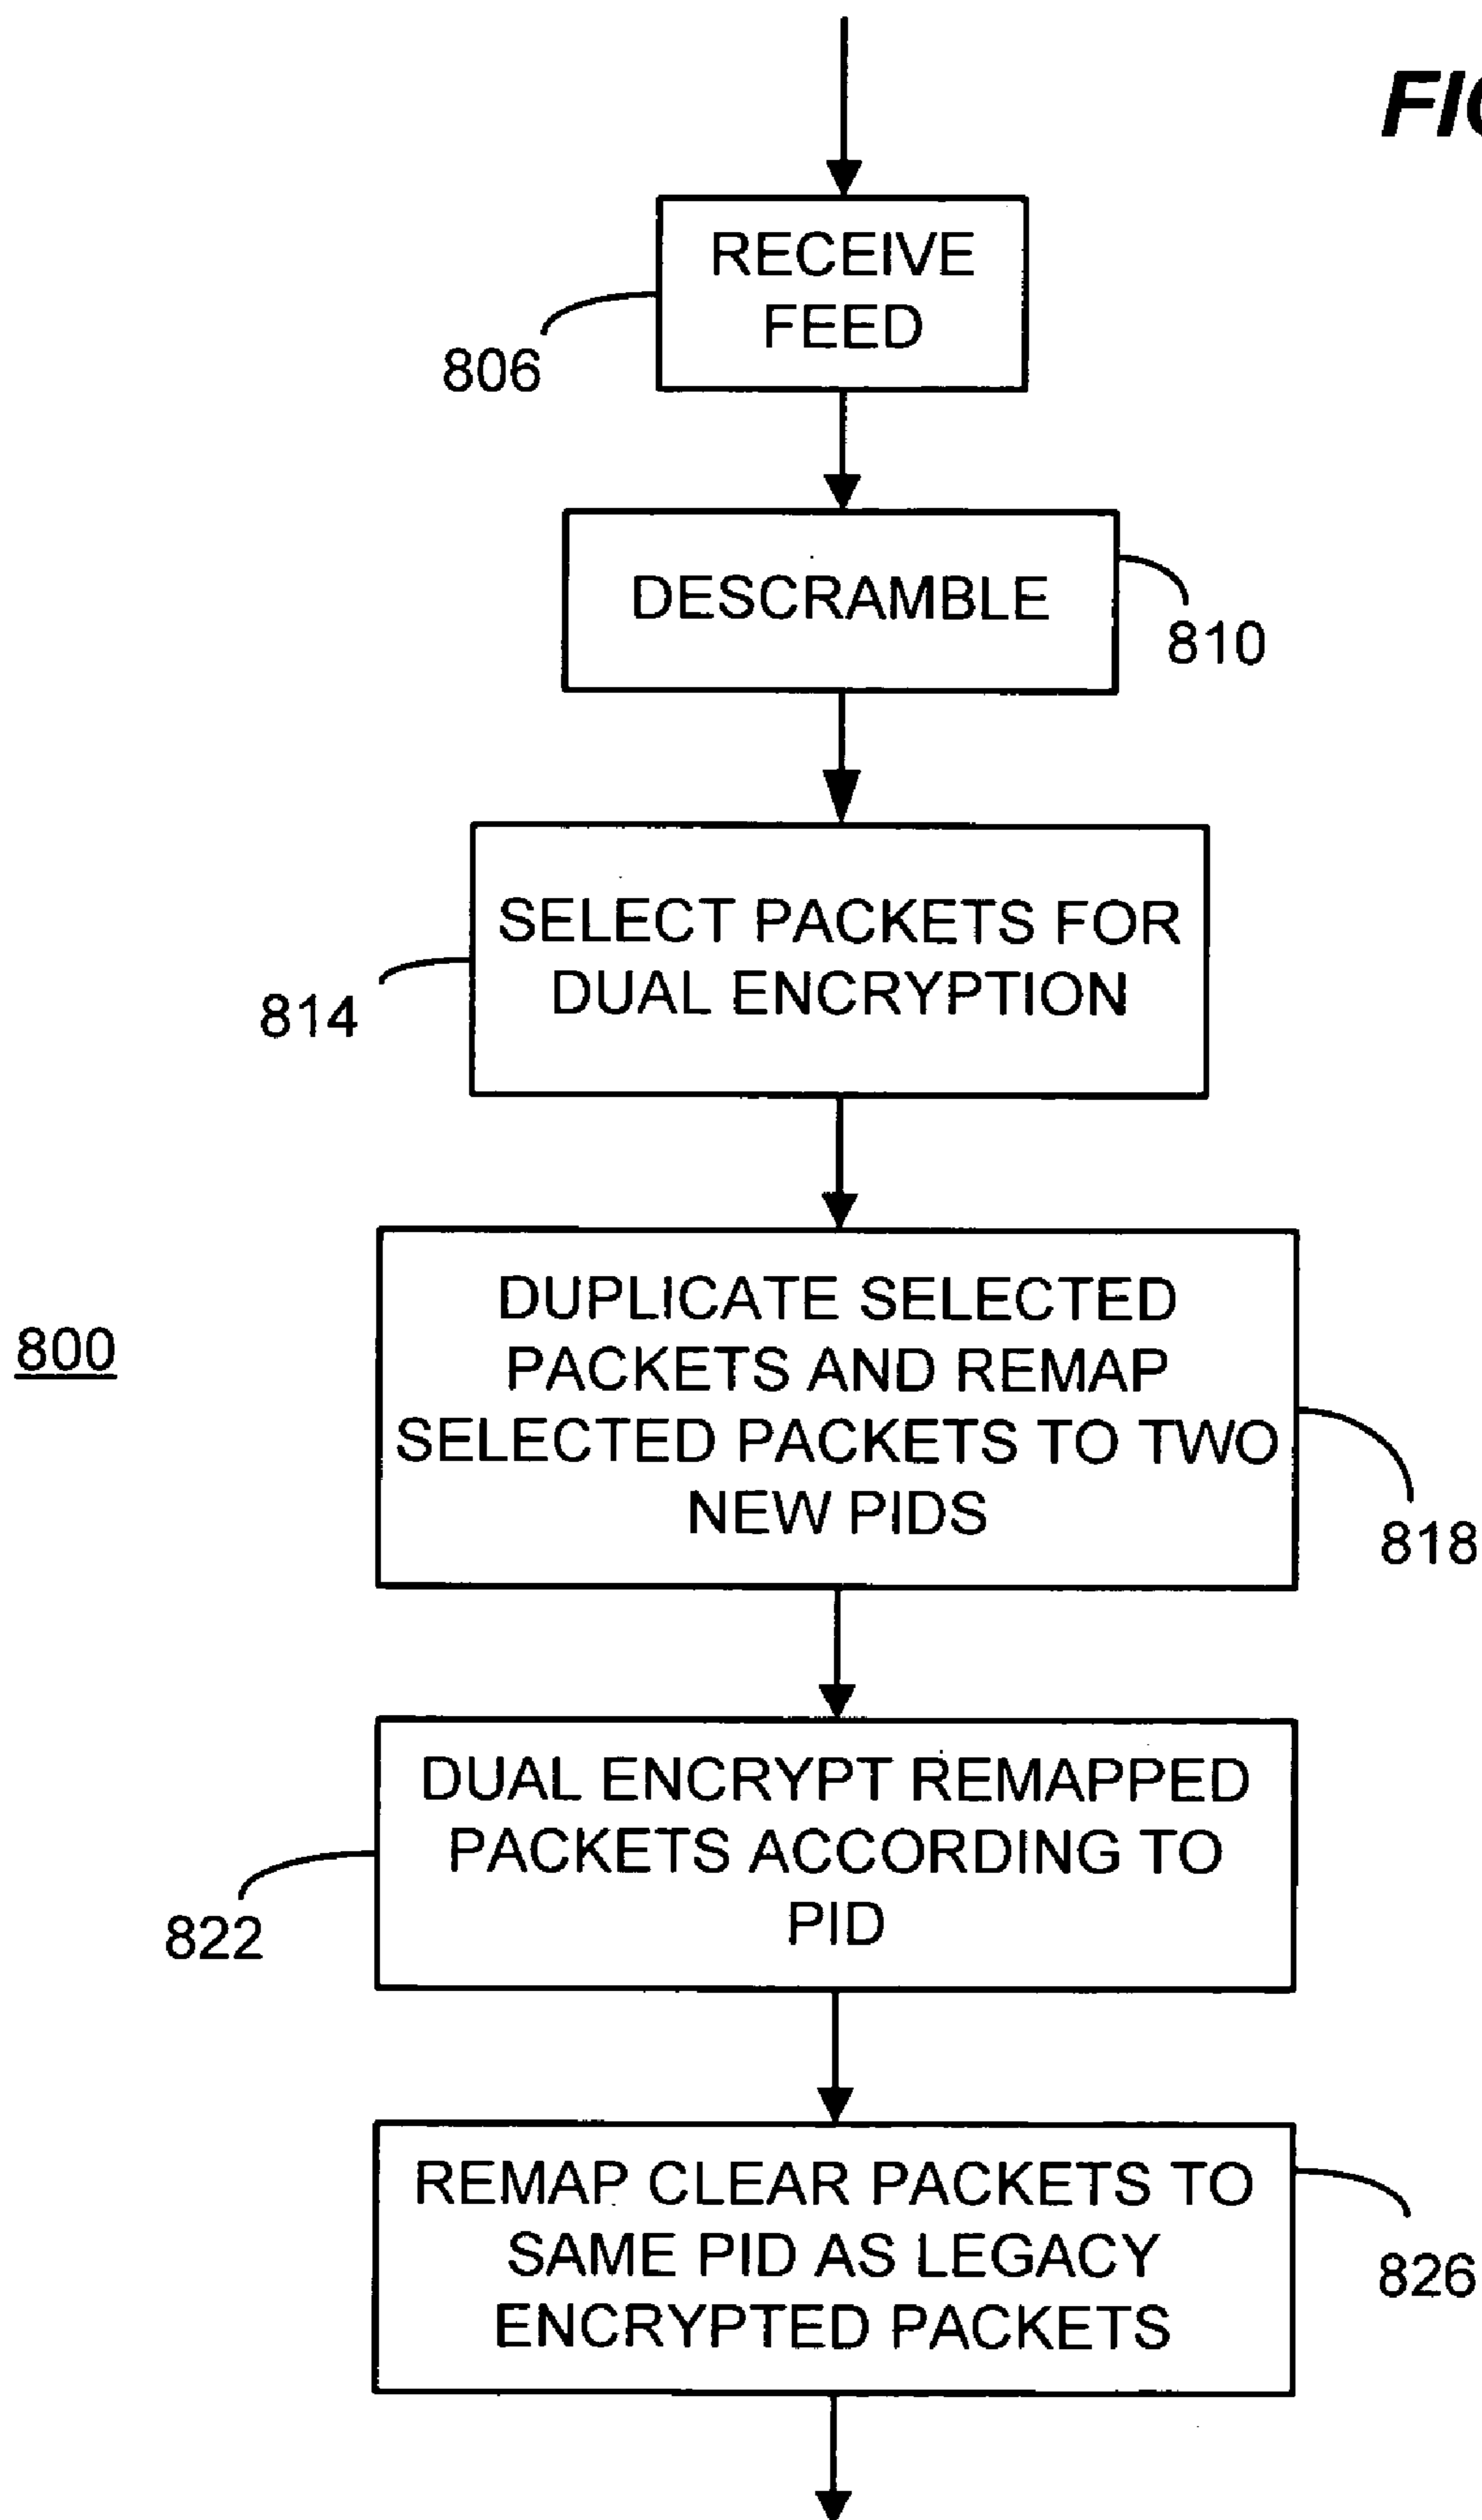 FIG
RECEIVE
FEED
806
DESCRAMBLE
810
SELECT PACKETS FOR
DUAL ENCRYPTION
814
DUPLICATE SELECTED
PACKETS AND REMAP
SELECTED PACKETS TO TWO
NEW PIDS
800
818
DUAL ENCRYPT REMAPPED
PACKETS ACCORDING TO
PID
822
REMAP CLEAR PACKETS TO
SAME PID AS LEGACY
ENCRYPTED PACKETS
826